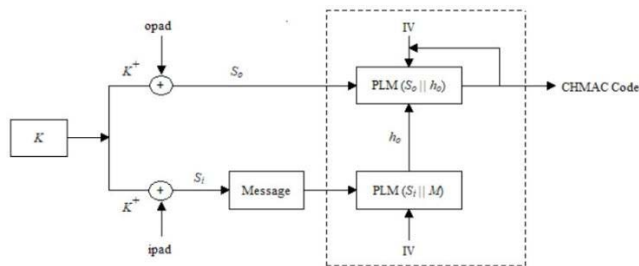 opad
IV
K⁺
+
Sₒ
PLM (Sₒ || hₒ)
CHMAC Code
K
hₒ
Sᵢ
+
Message
PLM (Sᵢ || M)
K⁺
ipad
IV